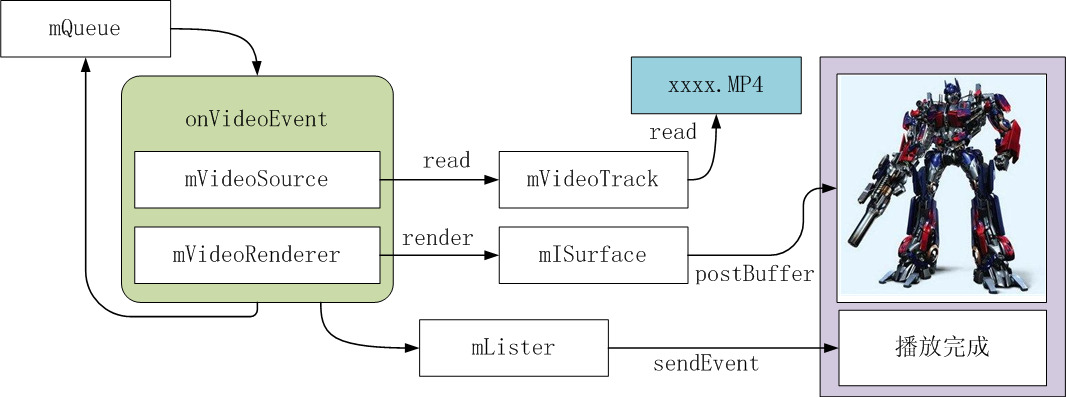 mQueue
onVideoEvent
mVideoSource
read
mVideoTrack
read
xxxx.MP4
mVideoRenderer
render
mISurface
postBuffer
mLister
sendEvent
播放完成